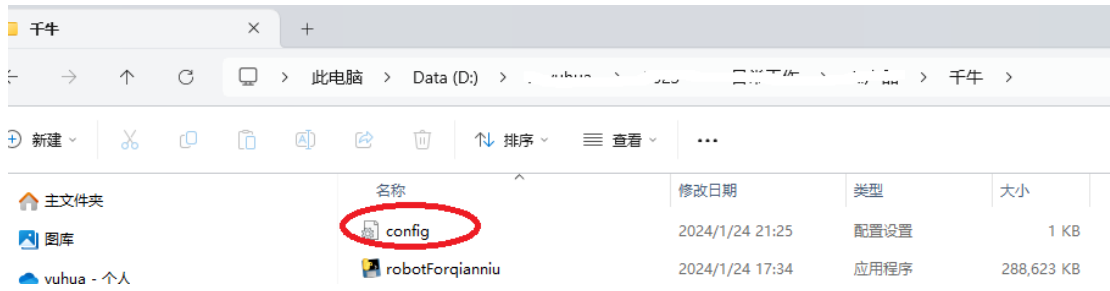 千牛
此电脑 > Data (D:) > 千牛 >
新建 排序 查看 ...
名称 修改日期 类型 大小
主文件夹
config 2024/1/24 21:25 配置设置 1 KB
图库
robotForqianniu 2024/1/24 17:34 应用程序 288,623 KB
yuhua - 个人